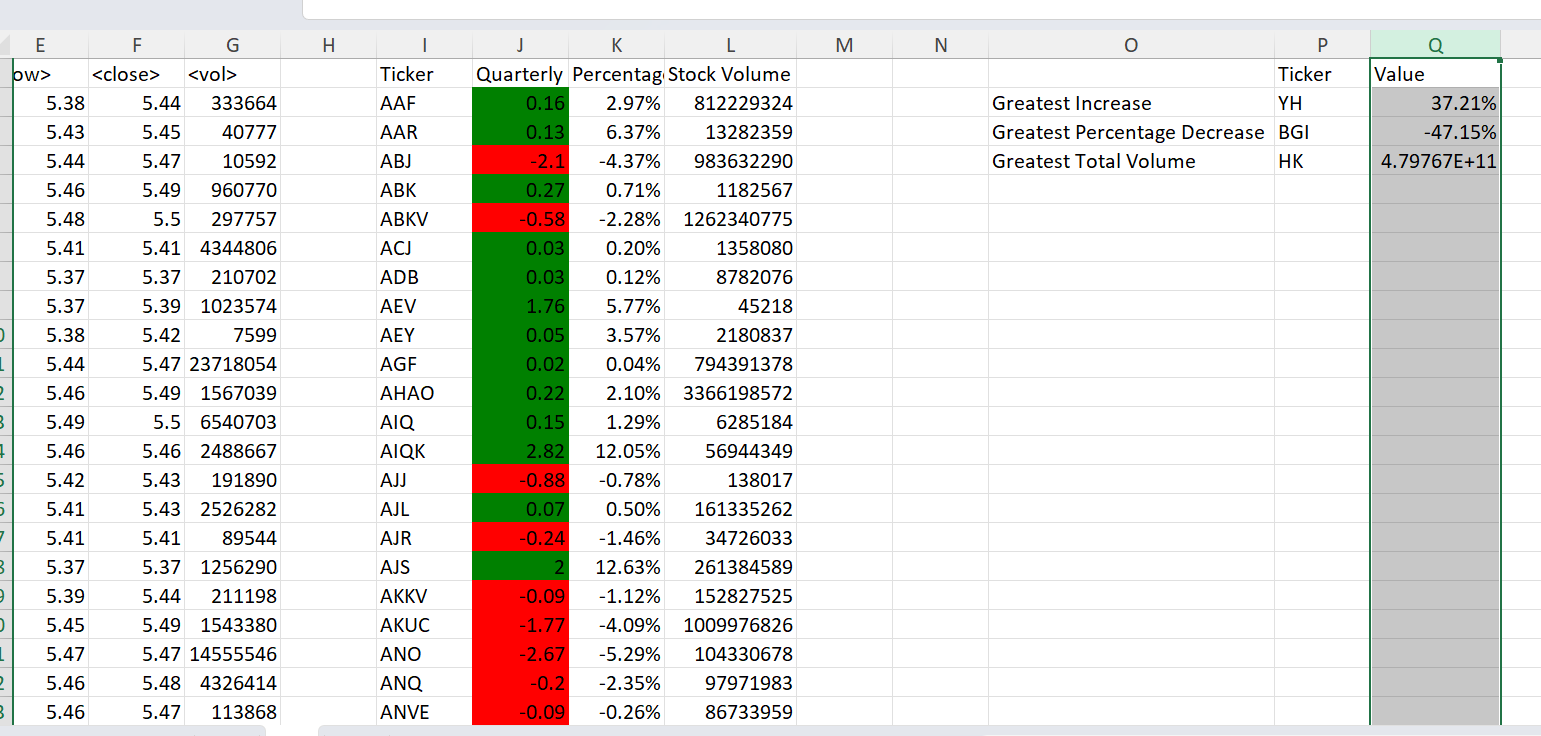 E F G H I J K L M N O P Q
ow> <close> <vol> Ticker Quarterly Percentag Stock Volume Ticker Value
5.38 5.44 333664 AAF 0.16 2.97% 812229324 Greatest Increase YH 37.21%
5.43 5.45 40777 AAR 0.13 6.37% 13282359 Greatest Percentage Decrease BGI -47.15%
5.44 5.47 10592 ABJ -2.1 -4.37% 983632290 Greatest Total Volume HK 4.79767E+11
5.46 5.49 960770 ABK 0.27 0.71% 1182567
5.48 5.5 297757 ABKV -0.58 -2.28% 1262340775
5.41 5.41 4344806 ACJ 0.03 0.20% 1358080
5.37 5.37 210702 ADB 0.03 0.12% 8782076
5.37 5.39 1023574 AEV 1.76 5.77% 45218
5.38 5.42 7599 AEY 0.05 3.57% 2180837
5.44 5.47 23718054 AGF 0.02 0.04% 794391378
5.46 5.49 1567039 AHAO 0.22 2.10% 3366198572
5.49 5.5 6540703 AIQ 0.15 1.29% 6285184
5.46 5.46 2488667 AIQK 2.82 12.05% 56944349
5.42 5.43 191890 AJJ -0.88 -0.78% 138017
5.41 5.43 2526282 AJL 0.07 0.50% 161335262
5.41 5.41 89544 AJR -0.24 -1.46% 34726033
5.37 5.37 1256290 AJS 2 12.63% 261384589
5.39 5.44 211198 AKKV -0.09 -1.12% 152827525
5.45 5.49 1543380 AKUC -1.77 -4.09% 1009976826
5.47 5.47 14555546 ANO -2.67 -5.29% 104330678
5.46 5.48 4326414 ANQ -0.2 -2.35% 97971983
5.46 5.47 113868 ANVE -0.09 -0.26% 86733959